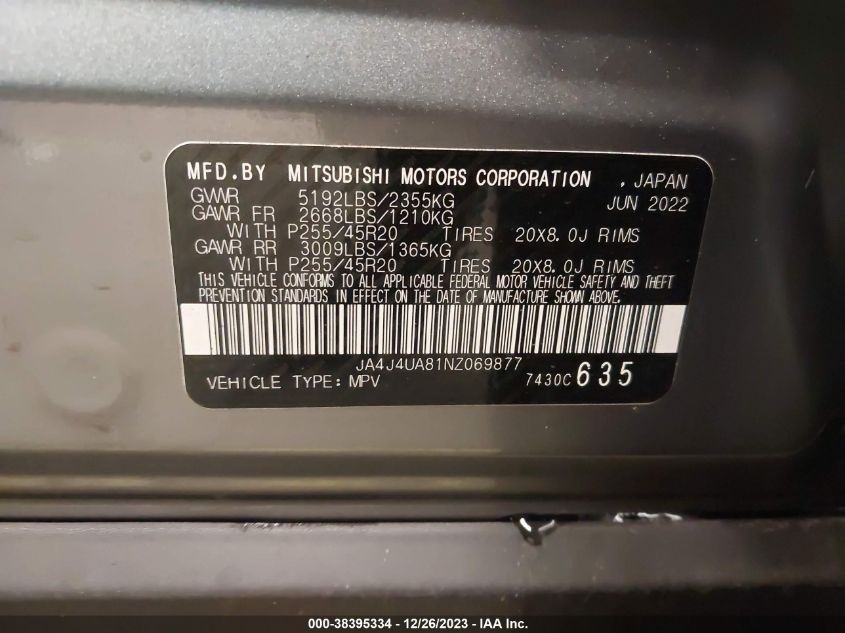 MFD.BY MITSUBISHI MOTORS CORPORATION , JAPAN
GVWR 5192LBS/2355KG JUN 2022
GAWR FR 2668LBS/1210KG
WITH P255/45R20 TIRES 20X8.0J RIMS
GAWR RR 3009LBS/1365KG
WITH P255/45R20 TIRES 20X8.0J RIMS
THIS VEHICLE CONFORMS TO ALL APPLICABLE FEDERAL MOTOR VEHICLE SAFETY AND THEFT
PREVENTION STANDARDS IN EFFECT ON THE DATE OF MANUFACTURE SHOWN ABOVE.
JA4J4UA81NZ069877
VEHICLE TYPE: MPV 7430C 635
000-38395334 - 12/26/2023 - IAA Inc.